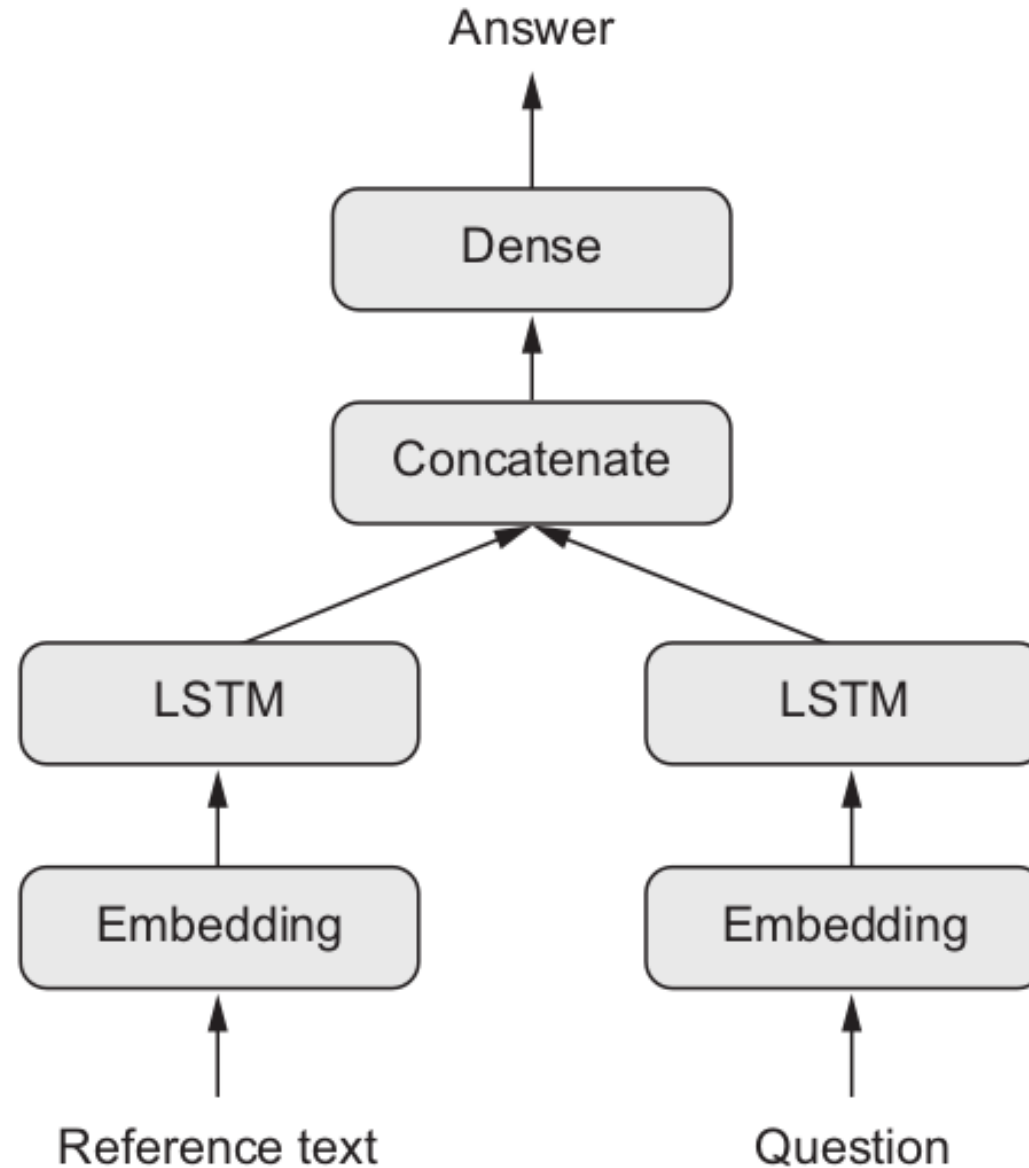 Answer
Dense
Concatenate
LSTM LSTM
Embedding Embedding
Reference text Question